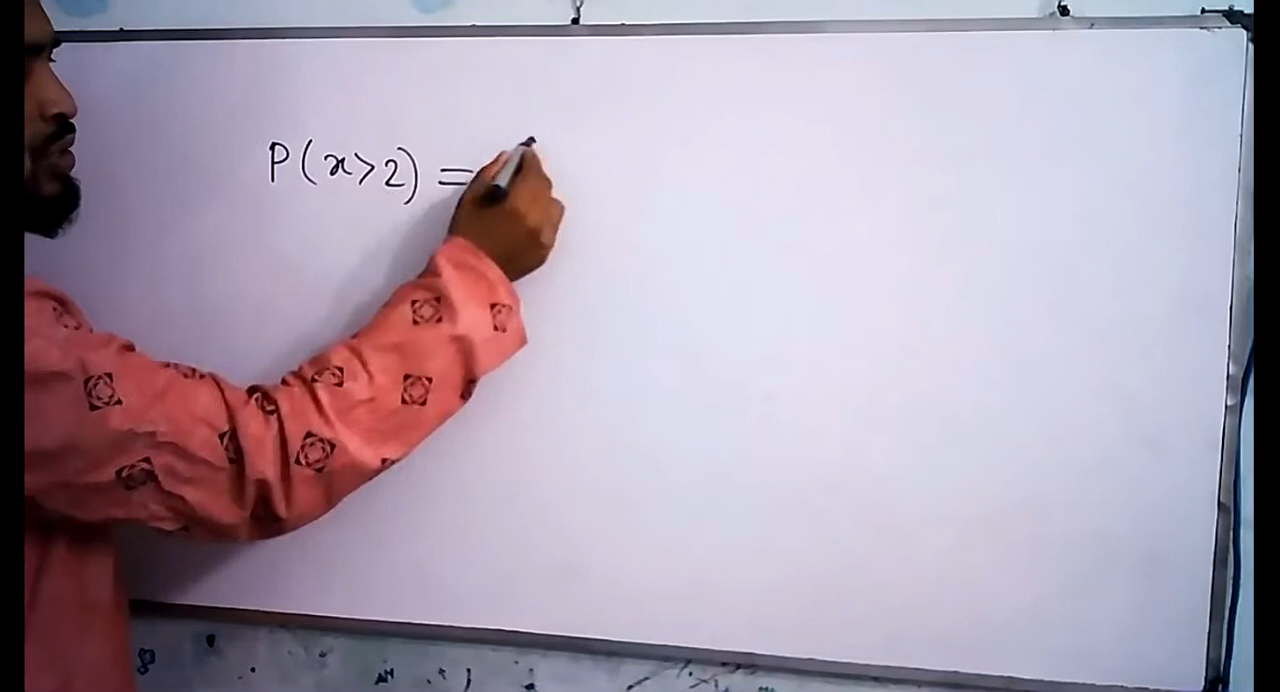 P(x>2) =